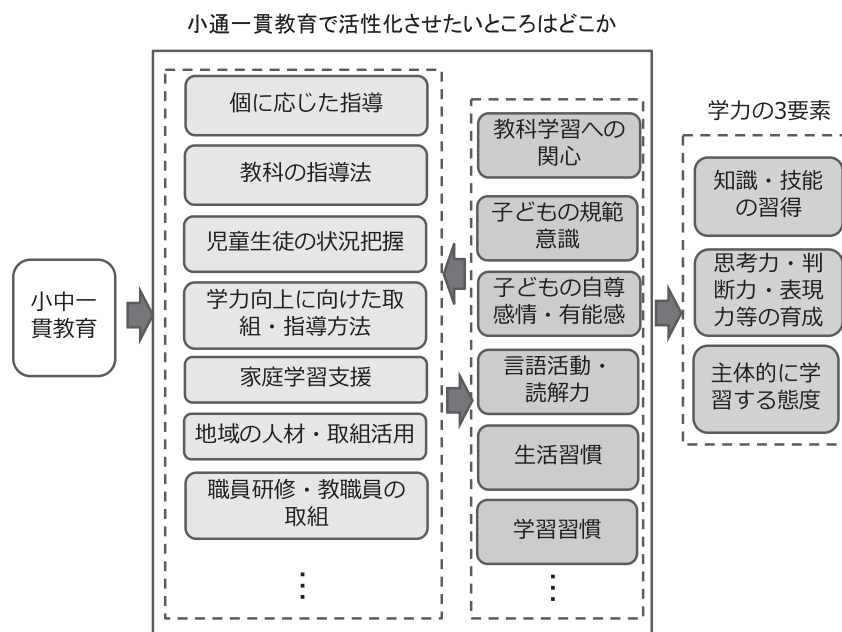 小通一貫教育で活性化させたいところはどこか
小中一
貫教育
個に応じた指導
教科の指導法
児童生徒の状況把握
学力向上に向けた取
組・指導方法
家庭学習支援
地域の人材・取組活用
職員研修・教職員の
取組
⋮
教科学習への
関心
子どもの規範
意識
子どもの自尊
感情・有能感
言語活動・
読解力
生活習慣
学習習慣
⋮
学力の3要素
知識・技能
の習得
思考力・判
断力・表現
力等の育成
主体的に学
習する態度